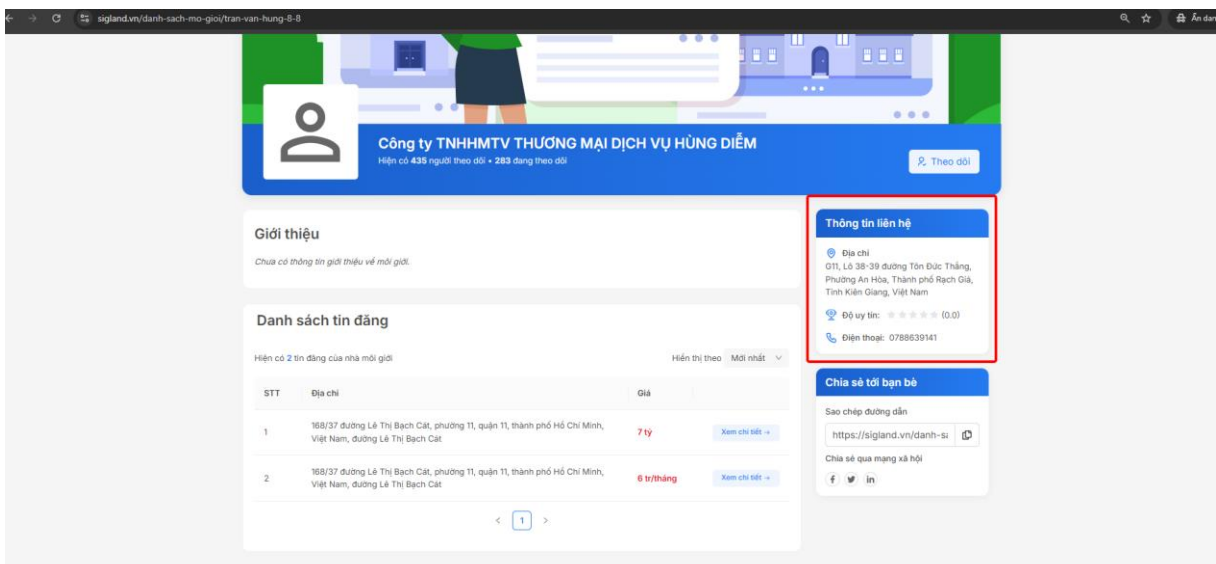 sigland.vn/danh-sach-mo-gioi/tran-van-hung-8-8
Ẩn dan
Công ty TNHHMTV THƯƠNG MẠI DỊCH VỤ HÙNG DIỄM
Hiện có 435 người theo dõi • 283 đang theo dõi
Theo dõi
Giới thiệu
Chưa có thông tin giới thiệu về môi giới.
Danh sách tin đăng
Hiện có 2 tin đăng của nhà môi giới
Hiển thị theo Mới nhất
STT Địa chỉ Giá
1 168/37 đường Lê Thị Bạch Cát, phường 11, quận 11, thành phố Hồ Chí Minh, 7 tỷ Xem chi tiết →
Việt Nam, đường Lê Thị Bạch Cát
2 168/37 đường Lê Thị Bạch Cát, phường 11, quận 11, thành phố Hồ Chí Minh, 6 tr/tháng Xem chi tiết →
Việt Nam, đường Lê Thị Bạch Cát
< 1 >
Thông tin liên hệ
Địa chỉ
G11, Lô 38-39 đường Tôn Đức Thắng,
Phường An Hòa, Thành phố Rạch Giá,
Tỉnh Kiên Giang, Việt Nam
Độ uy tín: (0.0)
Điện thoại: 0788639141
Chia sẻ tới bạn bè
Sao chép đường dẫn
https://sigland.vn/danh-sa
Chia sẻ qua mạng xã hội